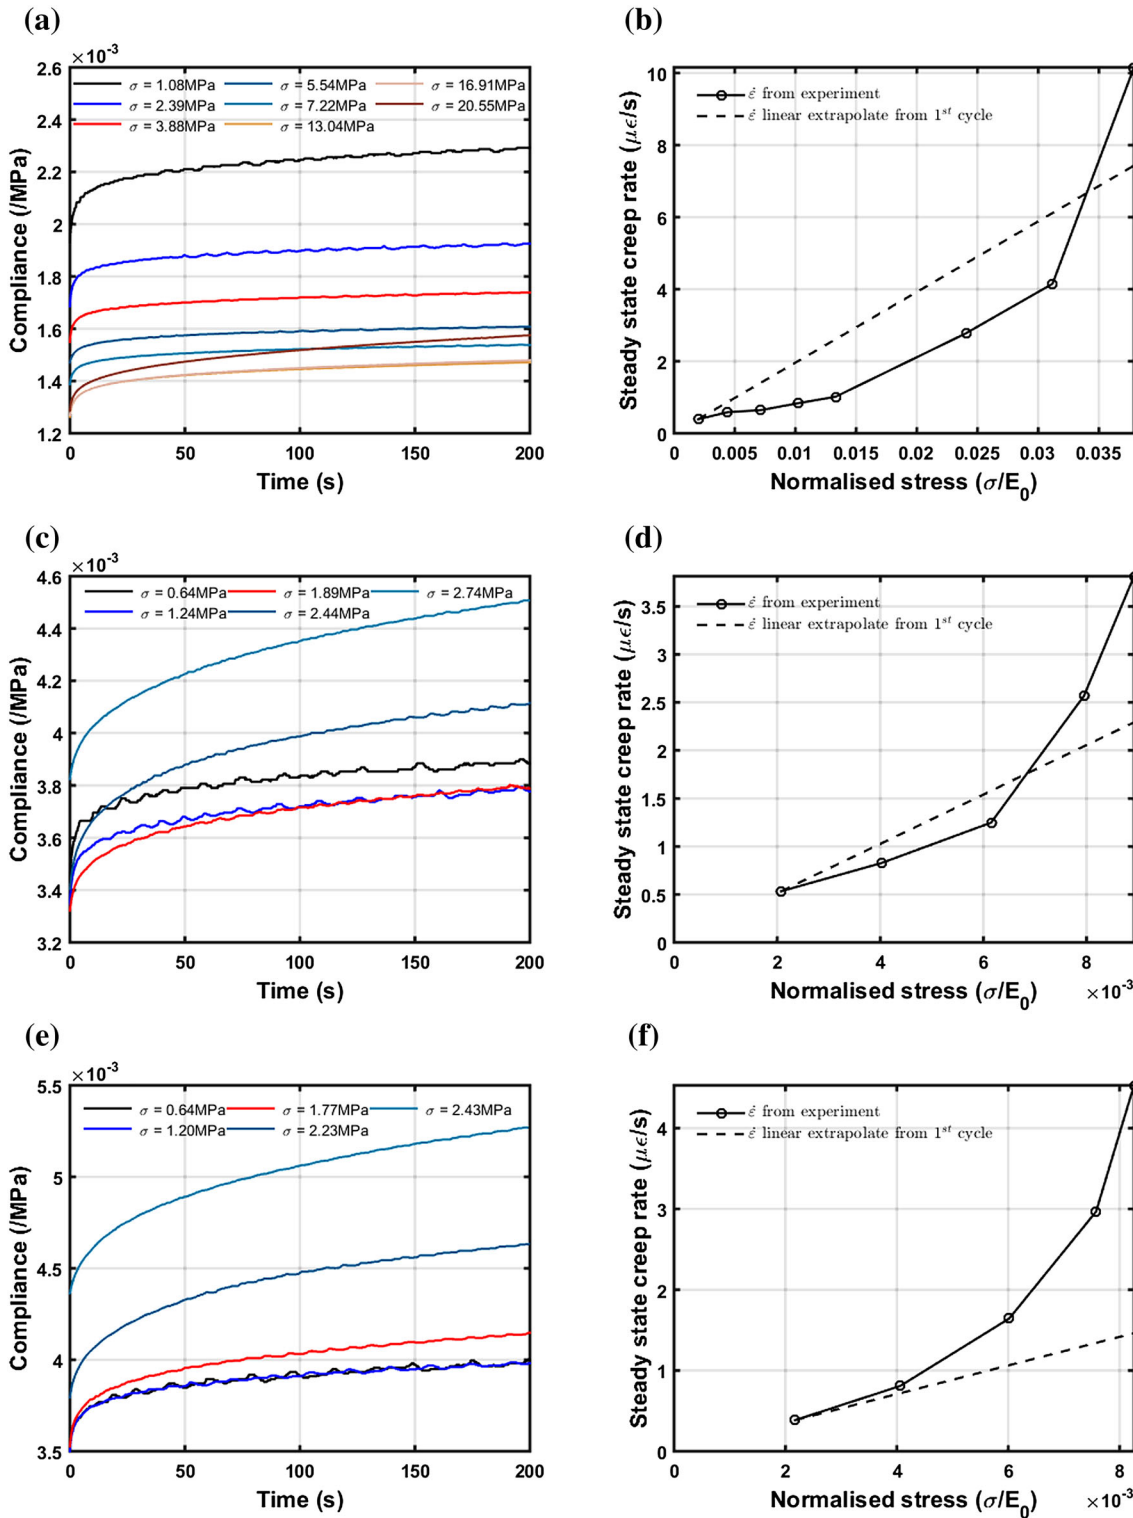 (a)
×10⁻³
2.6
2.4
2.2
2
1.8
1.6
1.4
1.2
Compliance (/MPa)
σ = 1.08MPa
σ = 5.54MPa
σ = 16.91MPa
σ = 2.39MPa
σ = 7.22MPa
σ = 20.55MPa
σ = 3.88MPa
σ = 13.04MPa
0 50 100 150 200
Time (s)
(b)
10
8
6
4
2
0
Steady state creep rate (με/s)
ε̇ from experiment
ε̇ linear extrapolate from 1ˢᵗ cycle
0 0.005 0.01 0.015 0.02 0.025 0.03 0.035
Normalised stress (σ/E₀)
(c)
×10⁻³
4.6
4.4
4.2
4
3.8
3.6
3.4
3.2
Compliance (/MPa)
σ = 0.64MPa
σ = 1.89MPa
σ = 2.74MPa
σ = 1.24MPa
σ = 2.44MPa
0 50 100 150 200
Time (s)
(d)
3.5
3
2.5
2
1.5
1
0.5
0
Steady state creep rate (με/s)
ε̇ from experiment
ε̇ linear extrapolate from 1ˢᵗ cycle
0 2 4 6 8
Normalised stress (σ/E₀)
×10⁻³
(e)
×10⁻³
5.5
5
4.5
4
3.5
Compliance (/MPa)
σ = 0.64MPa
σ = 1.77MPa
σ = 2.43MPa
σ = 1.20MPa
σ = 2.23MPa
0 50 100 150 200
Time (s)
(f)
4
3
2
1
0
Steady state creep rate (με/s)
ε̇ from experiment
ε̇ linear extrapolate from 1ˢᵗ cycle
0 2 4 6 8
Normalised stress (σ/E₀)
×10⁻³